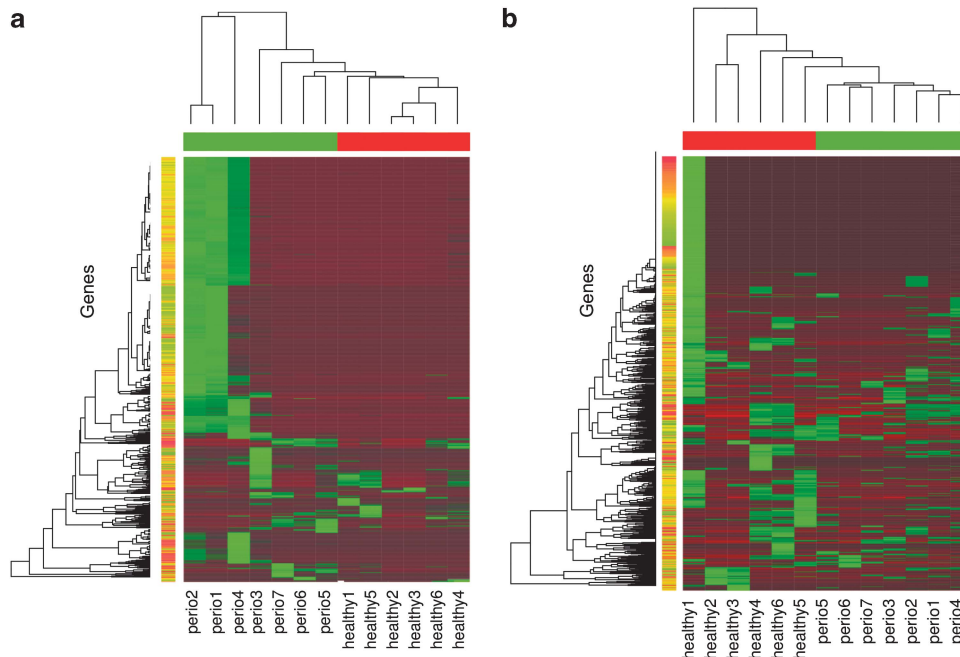 a
b
Genes
perio2
perio1
perio4
perio3
perio7
perio6
perio5
healthy1
healthy5
healthy2
healthy3
healthy6
healthy4
Genes
healthy1
healthy2
healthy3
healthy4
healthy6
healthy5
perio5
perio6
perio7
perio3
perio2
perio1
perio4